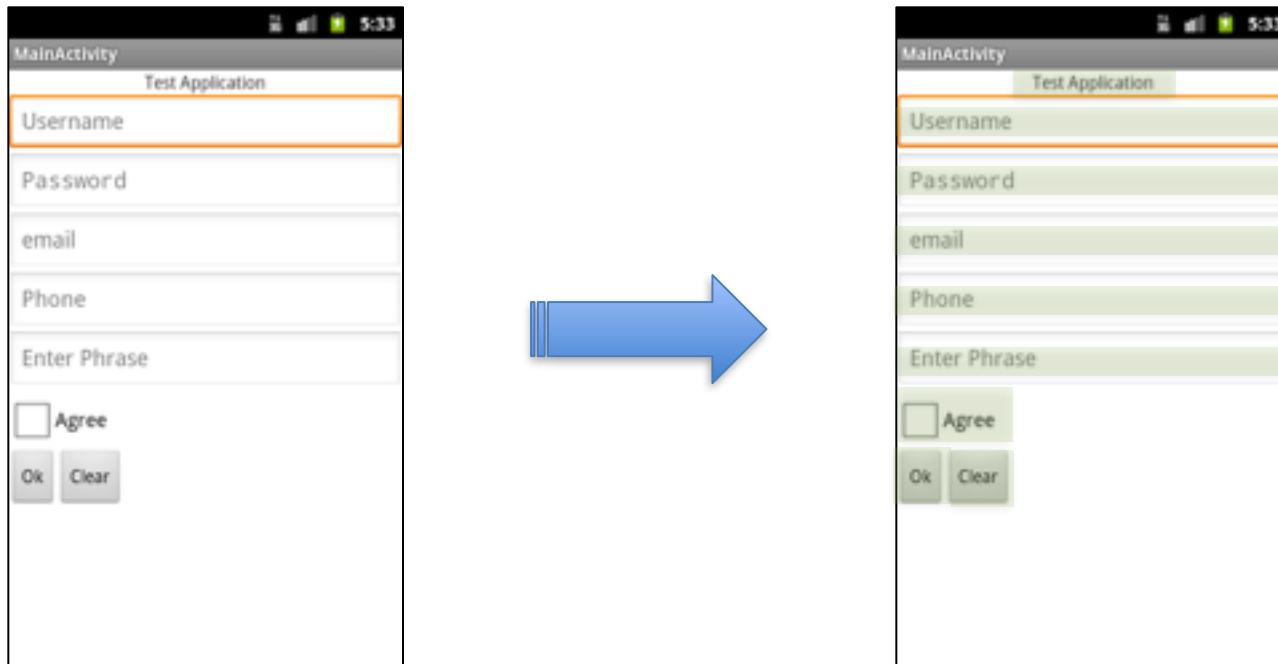 5:33
MainActivity
Test Application
Username
Password
email
Phone
Enter Phrase
Agree
Ok Clear
5:33
MainActivity
Test Application
Username
Password
email
Phone
Enter Phrase
Agree
Ok Clear